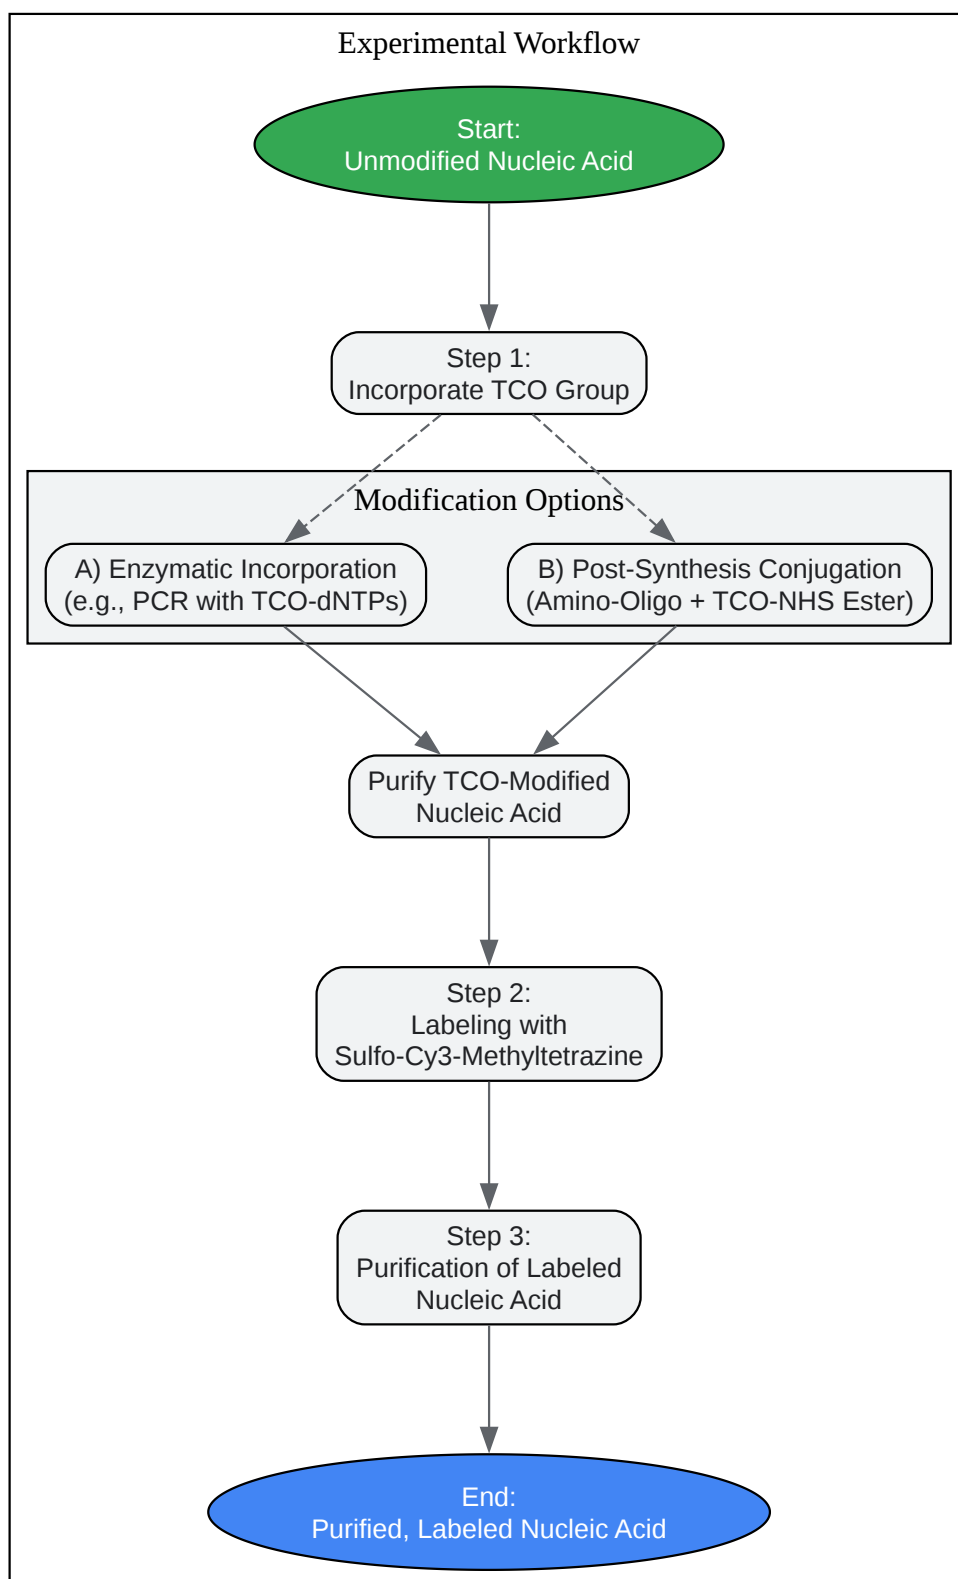 Experimental Workflow
Start:
Unmodified Nucleic Acid
Step 1:
Incorporate TCO Group
Modification Options
A) Enzymatic Incorporation
(e.g., PCR with TCO-dNTPs)
B) Post-Synthesis Conjugation
(Amino-Oligo + TCO-NHS Ester)
Purify TCO-Modified
Nucleic Acid
Step 2:
Labeling with
Sulfo-Cy3-Methyltetrazine
Step 3:
Purification of Labeled
Nucleic Acid
End:
Purified, Labeled Nucleic Acid